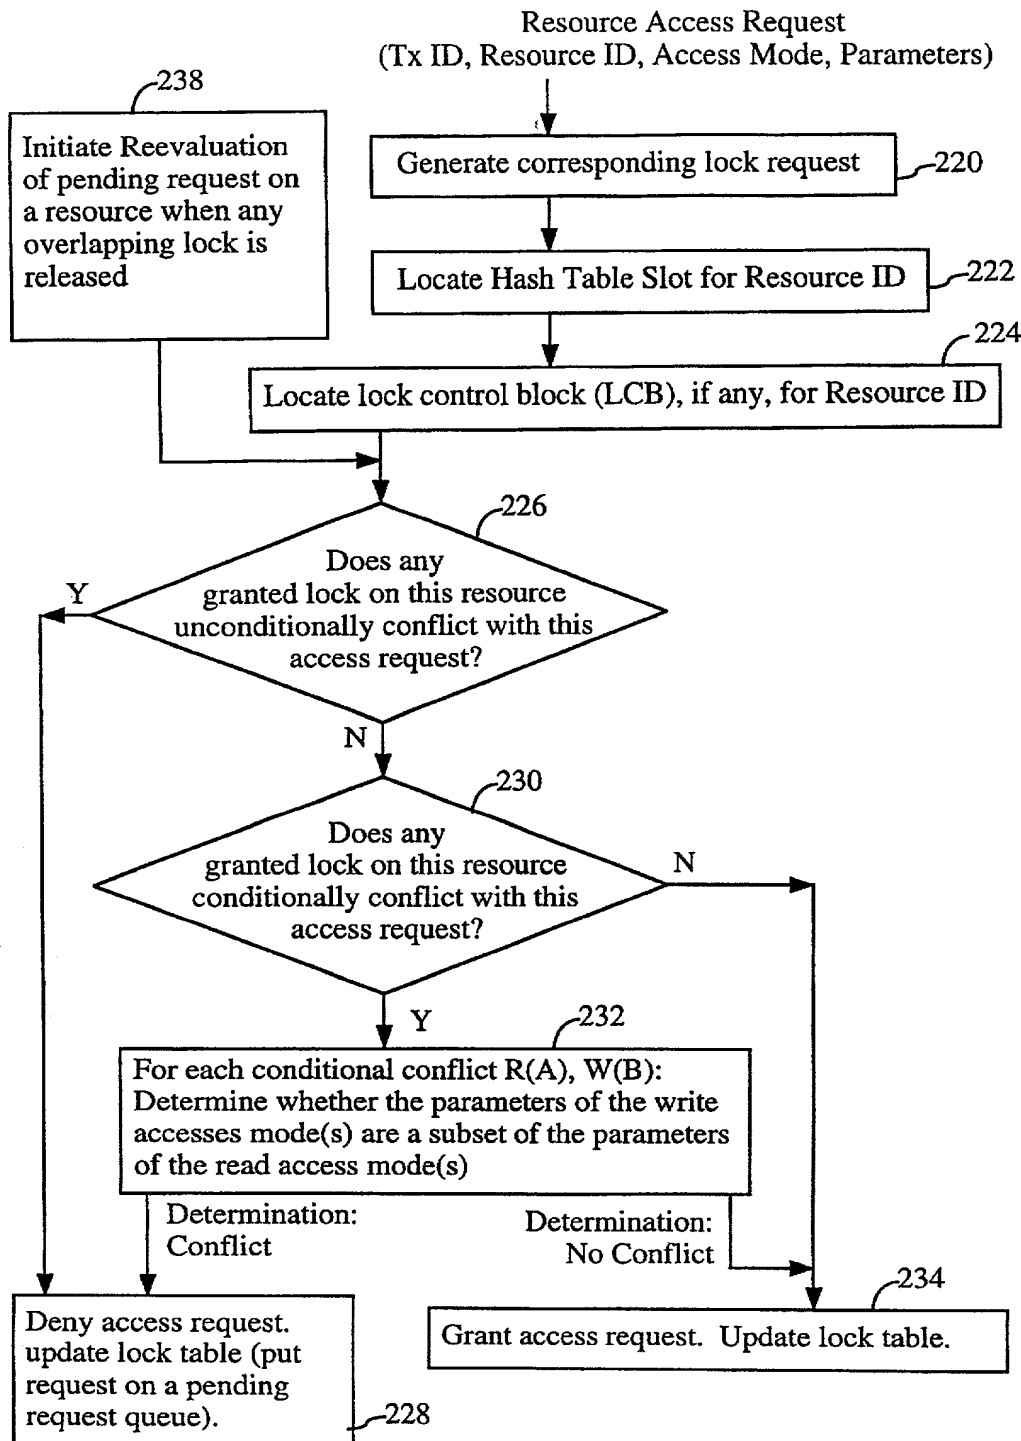 Resource Access Request
(Tx ID, Resource ID, Access Mode, Parameters)
238
Initiate Reevaluation
of pending request on
a resource when any
overlapping lock is
released
Generate corresponding lock request
220
Locate Hash Table Slot for Resource ID
222
224
Locate lock control block (LCB), if any, for Resource ID
226
Does any
granted lock on this resource
unconditionally conflict with this
access request?
Y
N
230
Does any
granted lock on this resource
conditionally conflict with this
access request?
N
Y
232
For each conditional conflict R(A), W(B):
Determine whether the parameters of the write
accesses mode(s) are a subset of the parameters
of the read access mode(s)
Determination:
Conflict
Determination:
No Conflict
234
Deny access request.
update lock table (put
request on a pending
request queue).
228
Grant access request. Update lock table.